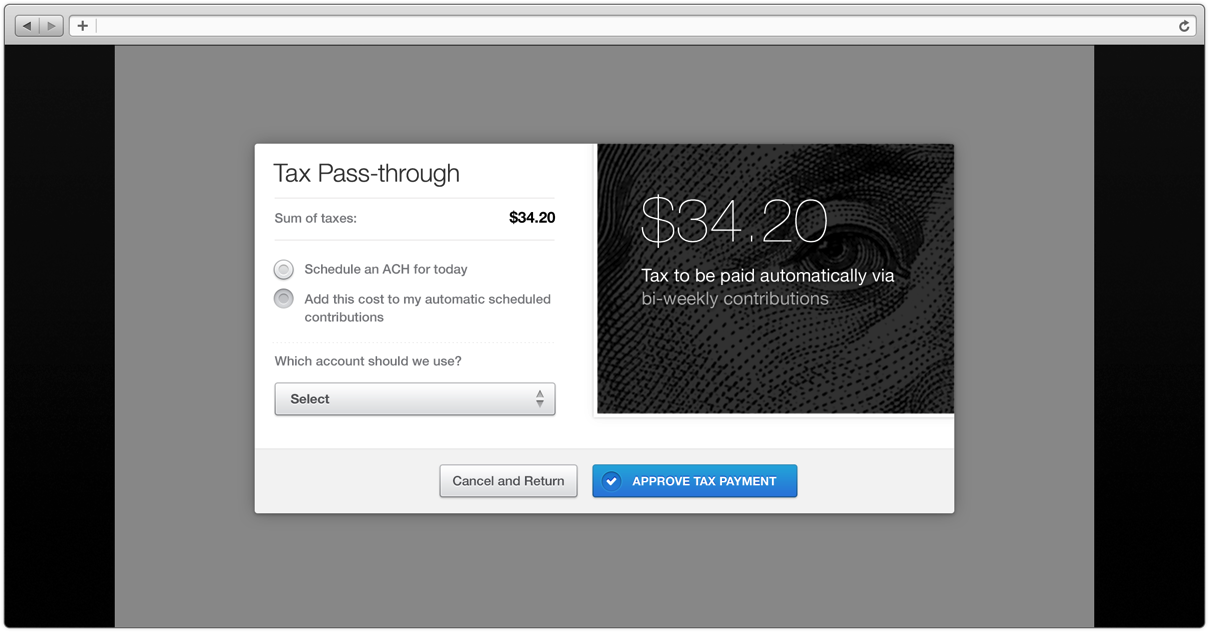 Tax Pass-through
Sum of taxes: $34.20
Schedule an ACH for today
Add this cost to my automatic scheduled
contributions
Which account should we use?
Select
$34.20
Tax to be paid automatically via
bi-weekly contributions
Cancel and Return
APPROVE TAX PAYMENT